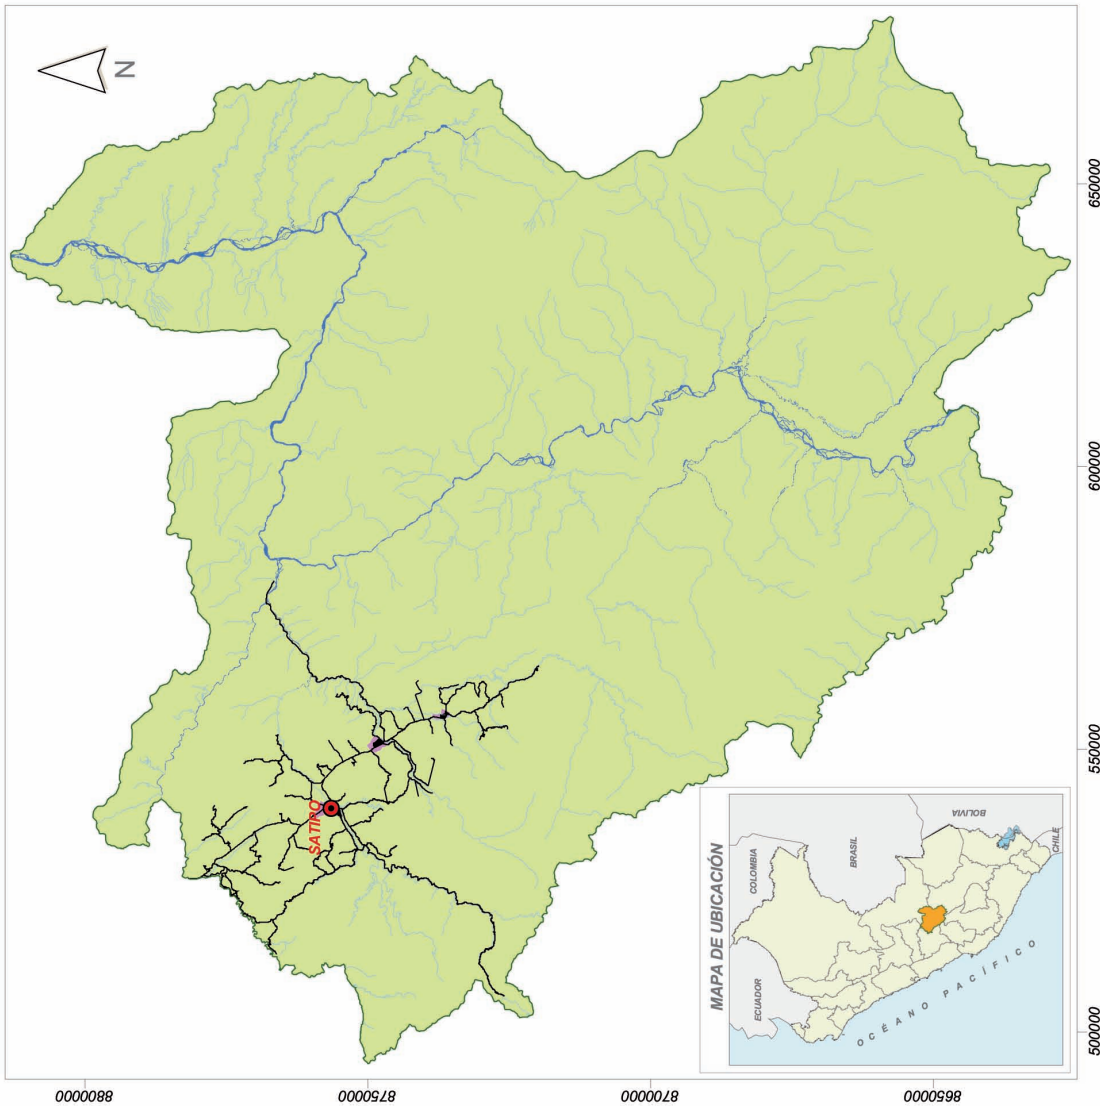 N
8800000
8750000
8700000
8650000
500000
550000
600000
650000
SATIPO
MAPA DE UBICACIÓN
ECUADOR
COLOMBIA
BRASIL
BOLIVIA
CHILE
OCÉANO PACÍFICO